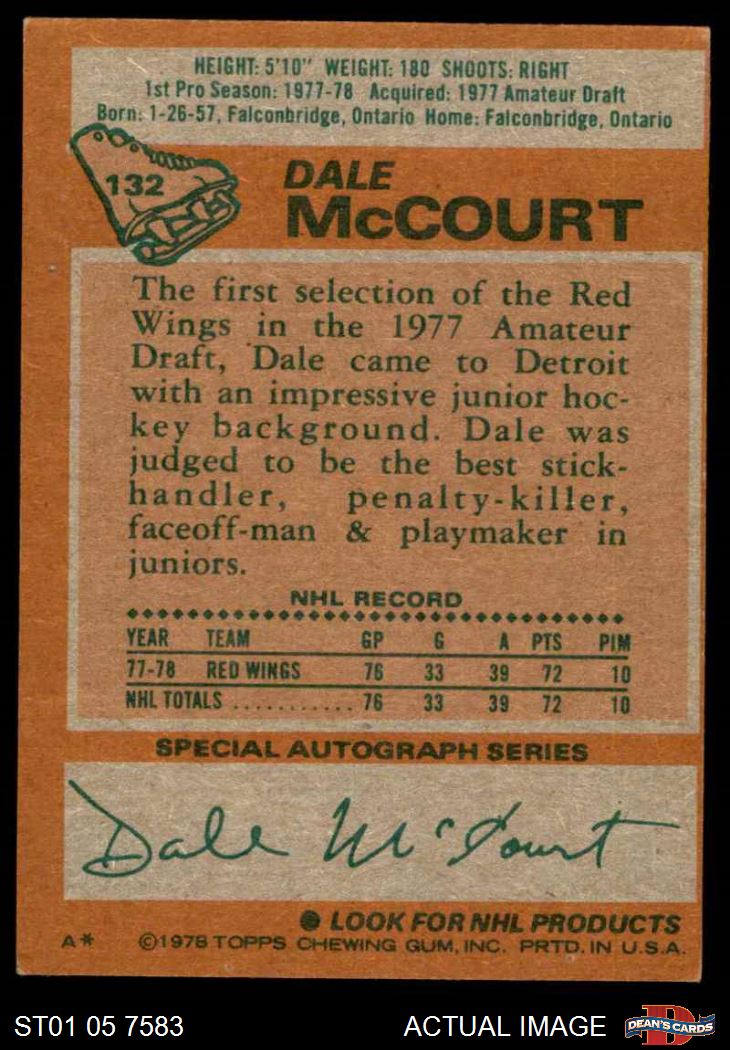 HEIGHT: 5'10" WEIGHT: 180 SHOOTS: RIGHT
1st Pro Season: 1977-78 Acquired: 1977 Amateur Draft
Born: 1-26-57, Falconbridge, Ontario Home: Falconbridge, Ontario
132
DALE
McCOURT
The first selection of the Red
Wings in the 1977 Amateur
Draft, Dale came to Detroit
with an impressive junior hoc-
key background. Dale was
judged to be the best stick-
handler, penalty-killer,
faceoff-man & playmaker in
juniors.
NHL RECORD
YEAR TEAM GP G A PTS PIM
77-78 RED WINGS 76 33 39 72 10
NHL TOTALS ........... 76 33 39 72 10
SPECIAL AUTOGRAPH SERIES
Dale McCourt
● LOOK FOR NHL PRODUCTS
A* ©1978 TOPPS CHEWING GUM, INC. PRTD. IN U.S.A.
ST01 05 7583 ACTUAL IMAGE D DEAN'S CARDS